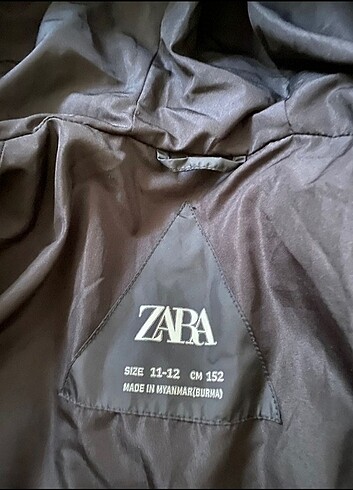 ZARA
SIZE 11-12 CM 152
MADE IN MYANMAR(BURMA)